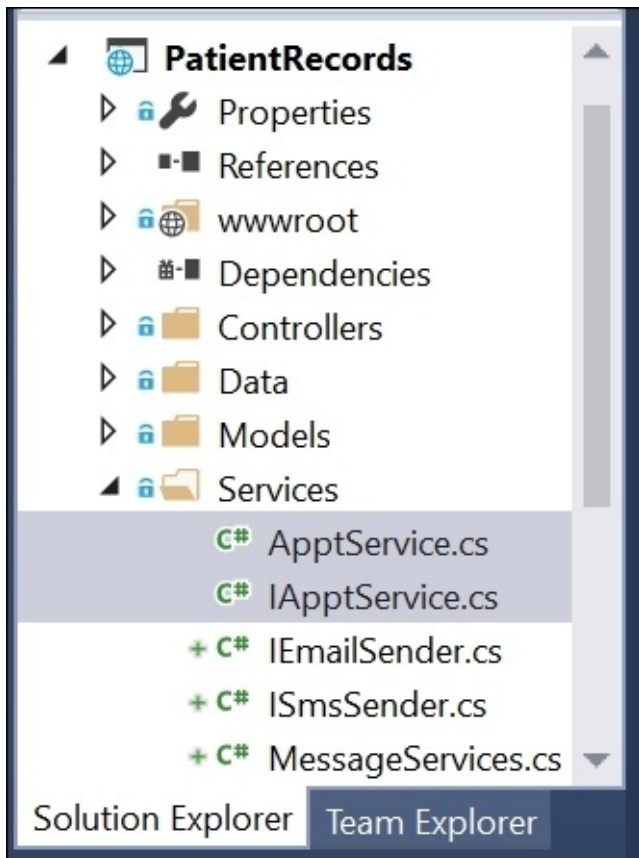 PatientRecords
Properties
References
wwwroot
Dependencies
Controllers
Data
Models
Services
C# ApptService.cs
C# IApptService.cs
+ C# IEmailSender.cs
+ C# ISmsSender.cs
+ C# MessageServices.cs
Solution Explorer Team Explorer